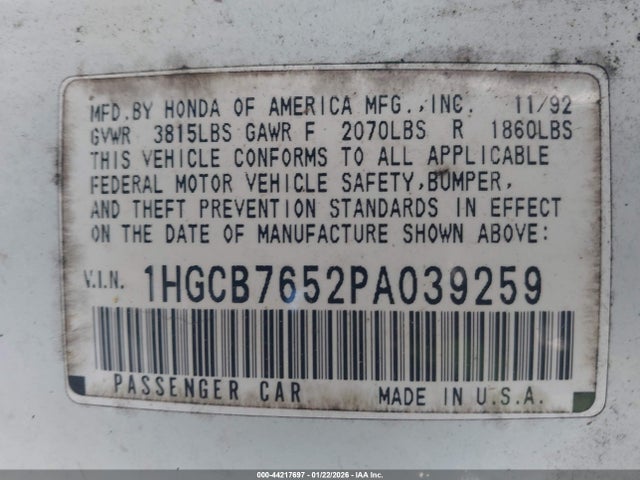 MFD.BY HONDA OF AMERICA MFG.,INC. 11/92
GVWR 3815LBS GAWR F 2070LBS R 1860LBS
THIS VEHICLE CONFORMS TO ALL APPLICABLE
FEDERAL MOTOR VEHICLE SAFETY,BUMPER,
AND THEFT PREVENTION STANDARDS IN EFFECT
ON THE DATE OF MANUFACTURE SHOWN ABOVE:
V.I.N. 1HGCB7652PA039259
PASSENGER CAR MADE IN U.S.A.
000-44217697 - 01/22/2026 - IAA Inc.